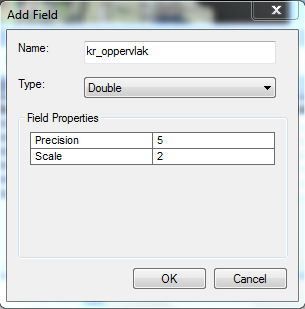 Add Field
Name: kr_oppervlak
Type: Double
Field Properties
Precision 5
Scale 2
OK Cancel